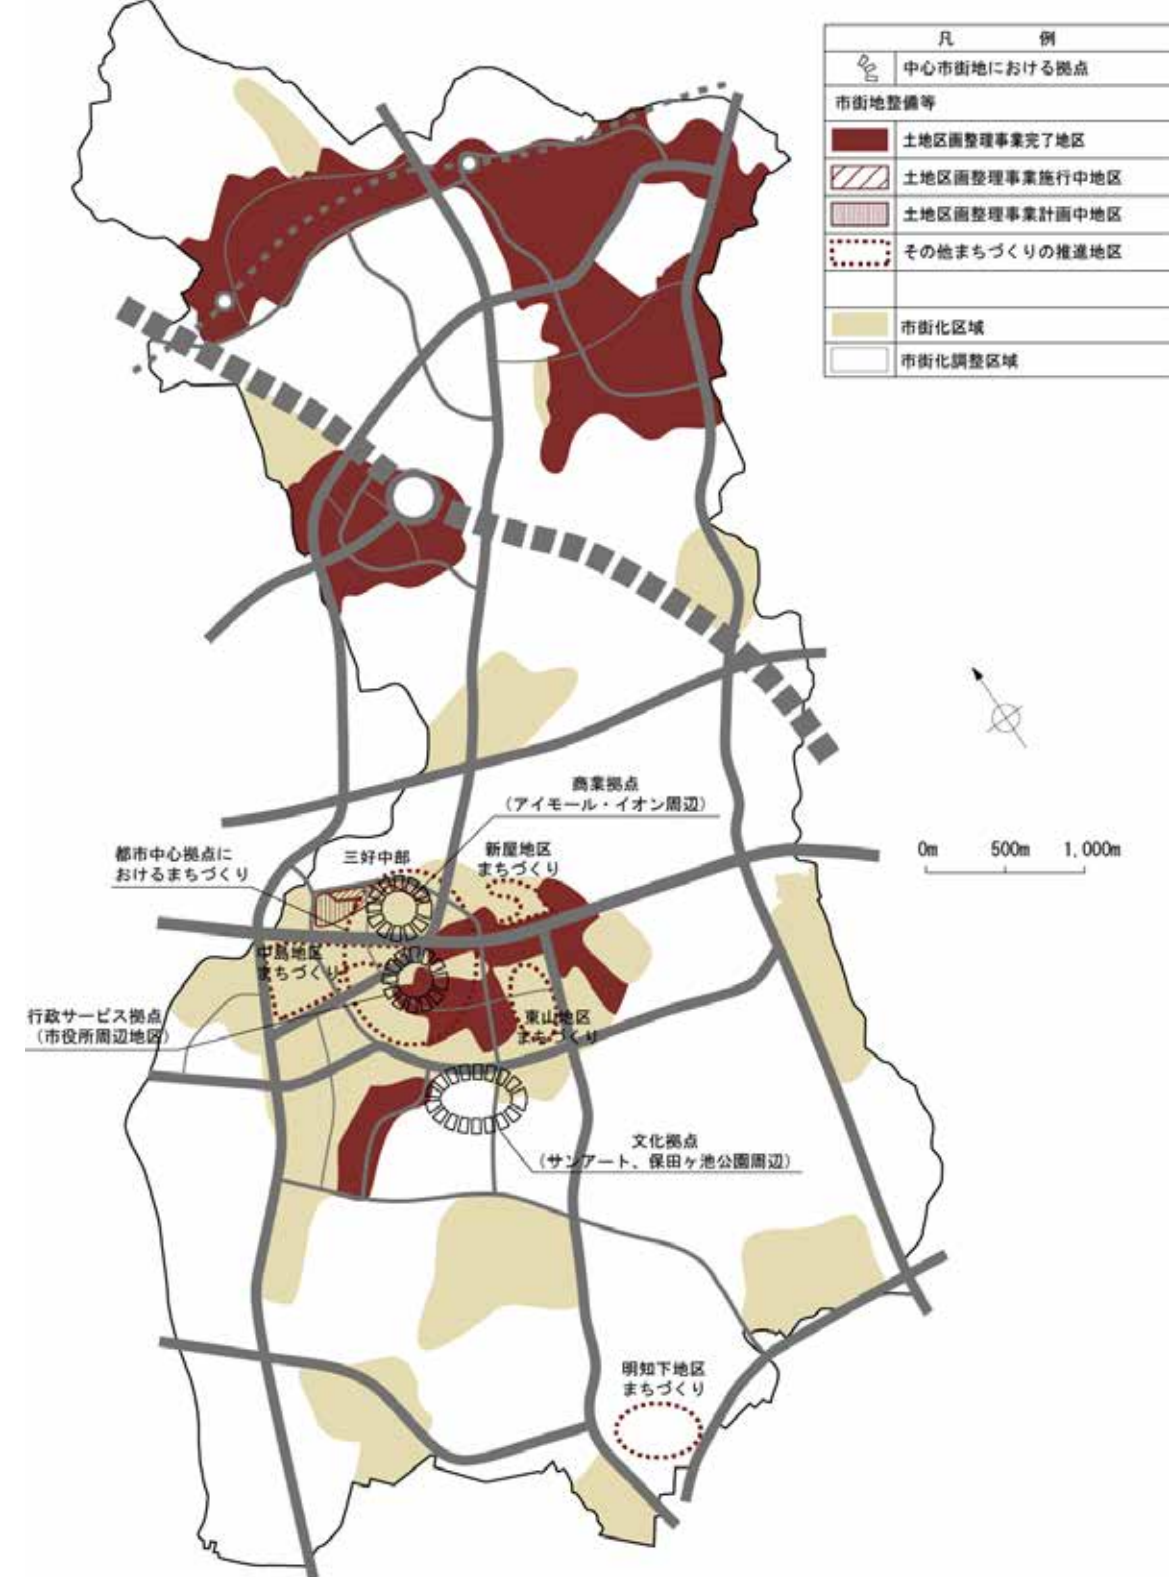 凡　　　例
中心市街地における拠点
市街地整備等
土地区画整理事業完了地区
土地区画整理事業施行中地区
土地区画整理事業計画中地区
その他まちづくりの推進地区
市街化区域
市街化調整区域
商業拠点
（アイモール・イオン周辺）
都市中心拠点に
おけるまちづくり
三好中部
新屋地区
まちづくり
0m 500m 1,000m
中島地区
まちづくり
行政サービス拠点
（市役所周辺地区）
東山地区
まちづくり
文化拠点
（サンアート、保田ヶ池公園周辺）
明知下地区
まちづくり